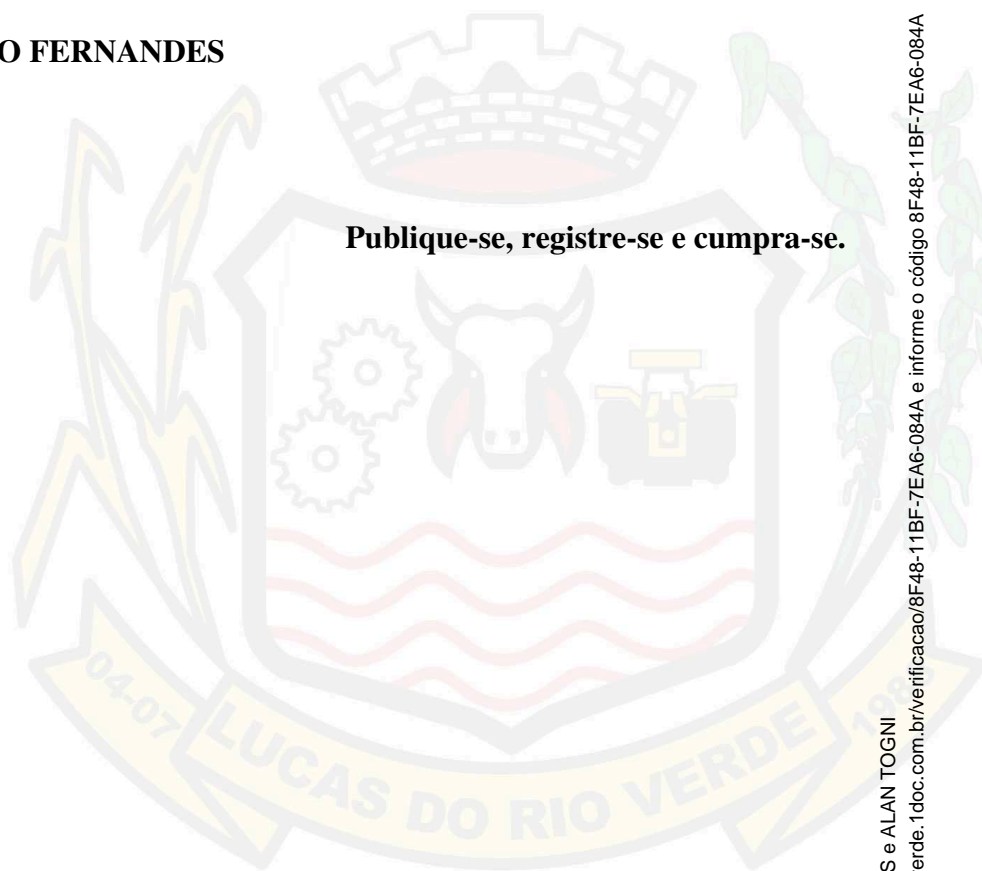 O FERNANDES
Publique-se, registre-se e cumpra-se.
04-07
LUCAS DO RIO VERDE
1988
S e ALAN TOGNI
erde.1doc.com.br/verificacao/8F48-11BF-7EA6-084A e informe o código 8F48-11BF-7EA6-084A